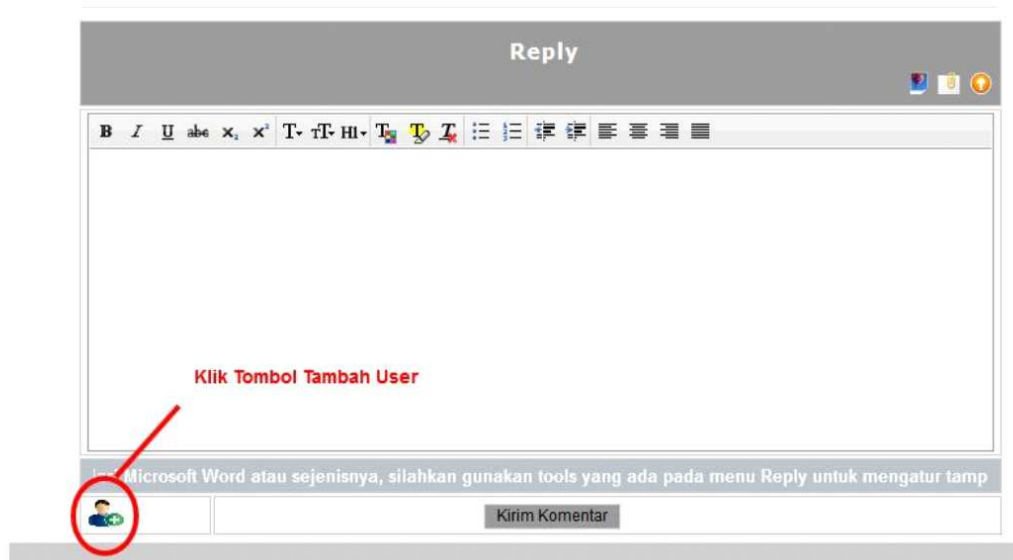 Reply
B I U abc x₂ x² T TT H1 T T T
Klik Tombol Tambah User
Microsoft Word atau sejenisnya, silahkan gunakan tools yang ada pada menu Reply untuk mengatur tamp
Kirim Komentar